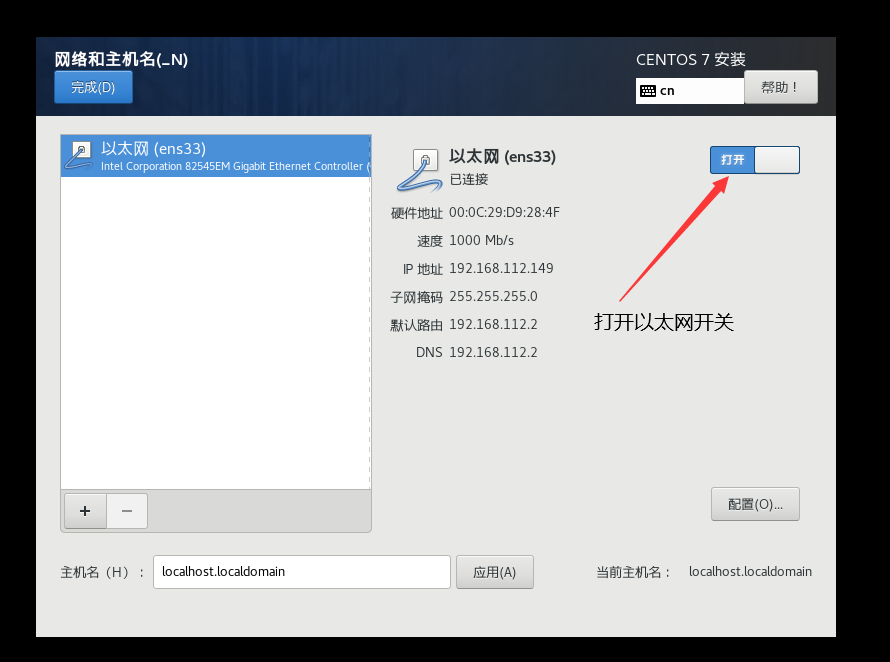 网络和主机名(_N)
CENTOS 7 安装
完成(D)
cn
帮助！
以太网 (ens33)
Intel Corporation 82545EM Gigabit Ethernet Controller (
以太网 (ens33)
已连接
打开
硬件地址 00:0C:29:D9:28:4F
速度 1000 Mb/s
IP 地址 192.168.112.149
子网掩码 255.255.255.0
默认路由 192.168.112.2
DNS 192.168.112.2
打开以太网开关
+ −
配置(O)...
主机名（H）： localhost.localdomain 应用(A) 当前主机名： localhost.localdomain